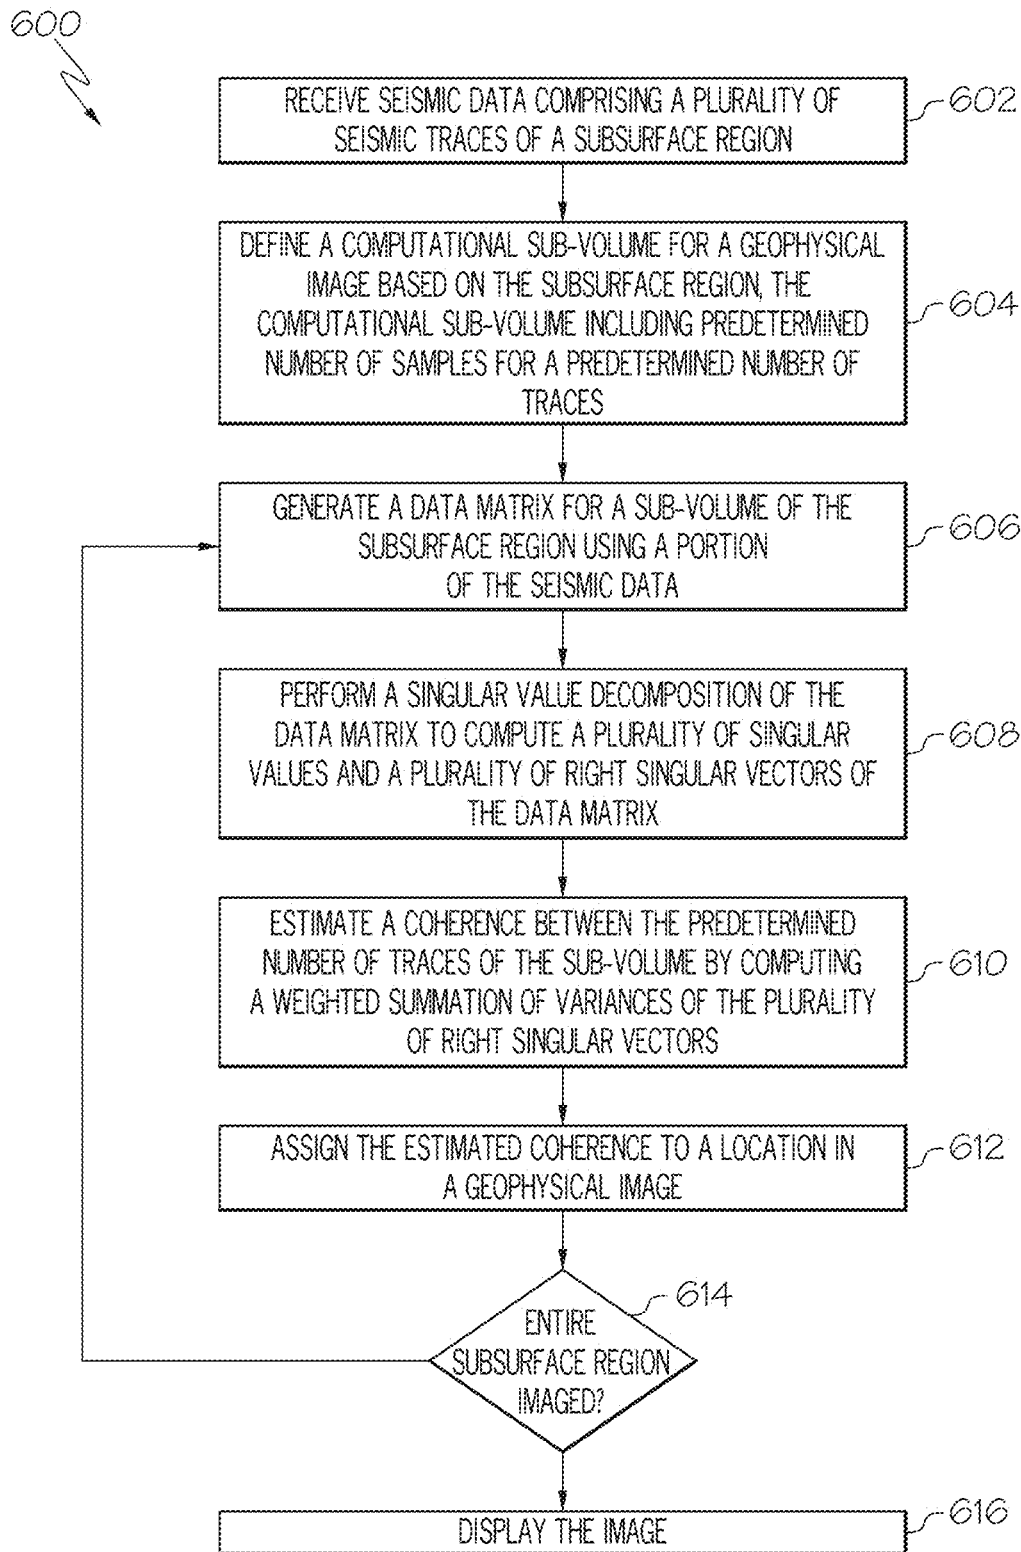 600
RECEIVE SEISMIC DATA COMPRISING A PLURALITY OF
SEISMIC TRACES OF A SUBSURFACE REGION
602
DEFINE A COMPUTATIONAL SUB-VOLUME FOR A GEOPHYSICAL
IMAGE BASED ON THE SUBSURFACE REGION, THE
COMPUTATIONAL SUB-VOLUME INCLUDING PREDETERMINED
NUMBER OF SAMPLES FOR A PREDETERMINED NUMBER OF
TRACES
604
GENERATE A DATA MATRIX FOR A SUB-VOLUME OF THE
SUBSURFACE REGION USING A PORTION
OF THE SEISMIC DATA
606
PERFORM A SINGULAR VALUE DECOMPOSITION OF THE
DATA MATRIX TO COMPUTE A PLURALITY OF SINGULAR
VALUES AND A PLURALITY OF RIGHT SINGULAR VECTORS OF
THE DATA MATRIX
608
ESTIMATE A COHERENCE BETWEEN THE PREDETERMINED
NUMBER OF TRACES OF THE SUB-VOLUME BY COMPUTING
A WEIGHTED SUMMATION OF VARIANCES OF THE PLURALITY
OF RIGHT SINGULAR VECTORS
610
ASSIGN THE ESTIMATED COHERENCE TO A LOCATION IN
A GEOPHYSICAL IMAGE
612
614
ENTIRE
SUBSURFACE REGION
IMAGED?
DISPLAY THE IMAGE
616